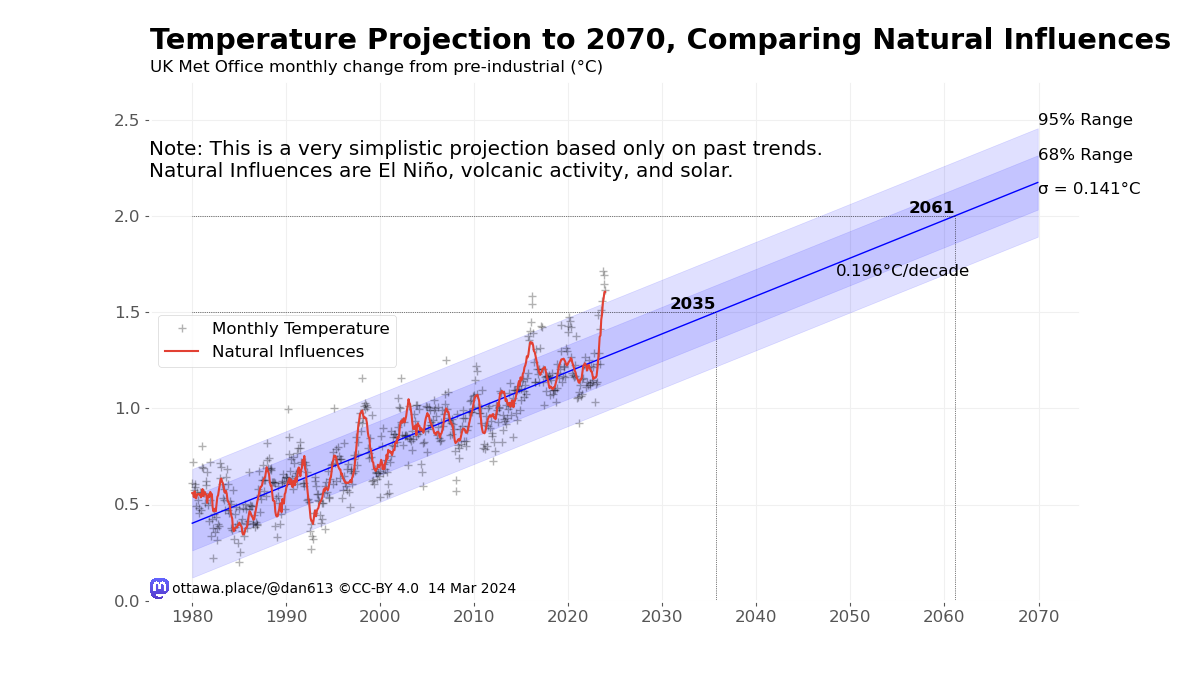 Temperature Projection to 2070, Comparing Natural Influences
UK Met Office monthly change from pre-industrial (°C)
2.5
95% Range
Note: This is a very simplistic projection based only on past trends.
Natural Influences are El Niño, volcanic activity, and solar.
68% Range
σ = 0.141°C
2.0
2061
0.196°C/decade
1.5
2035
Monthly Temperature
Natural Influences
1.0
0.5
ottawa.place/@dan613 ©CC-BY 4.0 14 Mar 2024
0.0
1980 1990 2000 2010 2020 2030 2040 2050 2060 2070